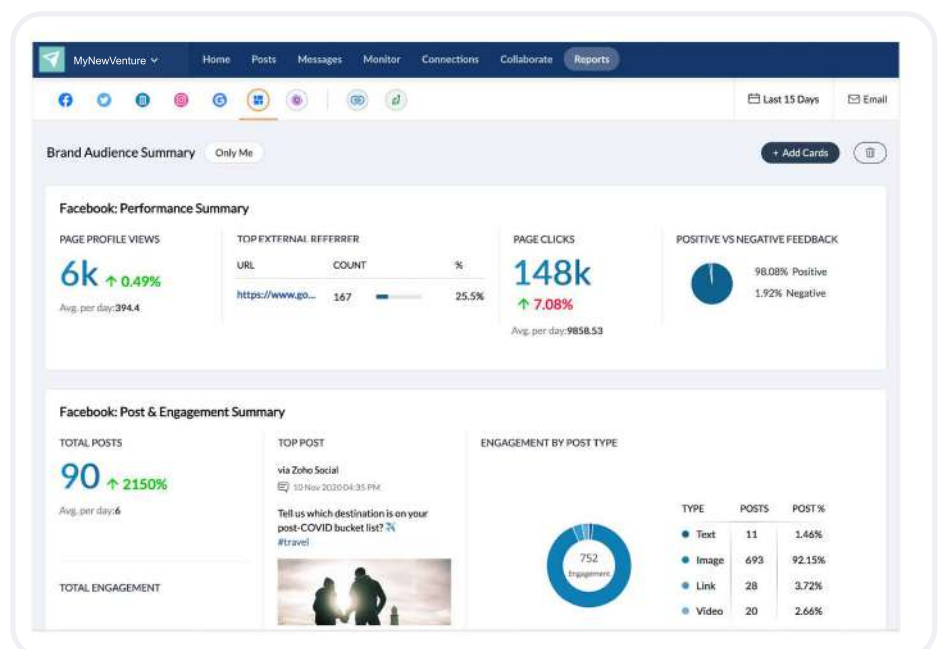 MyNewVenture
Home Posts Messages Monitor Connections Collaborate Reports
Last 15 Days Email
Brand Audience Summary Only Me + Add Cards
Facebook: Performance Summary
PAGE PROFILE VIEWS
6k ↑ 0.49%
Avg. per day:394.4
TOP EXTERNAL REFERRER
URL COUNT %
https://www.go... 167 25.5%
PAGE CLICKS
148k
↑ 7.08%
Avg. per day:9858.53
POSITIVE VS NEGATIVE FEEDBACK
98.08% Positive
1.92% Negative
Facebook: Post & Engagement Summary
TOTAL POSTS
90 ↑ 2150%
Avg. per day:6
TOTAL ENGAGEMENT
TOP POST
via Zoho Social
10 Nov 2020 04:35 PM
Tell us which destination is on your
post-COVID bucket list? ✈️
#travel
ENGAGEMENT BY POST TYPE
752
Engagement
TYPE POSTS POST %
Text 11 1.46%
Image 693 92.15%
Link 28 3.72%
Video 20 2.66%